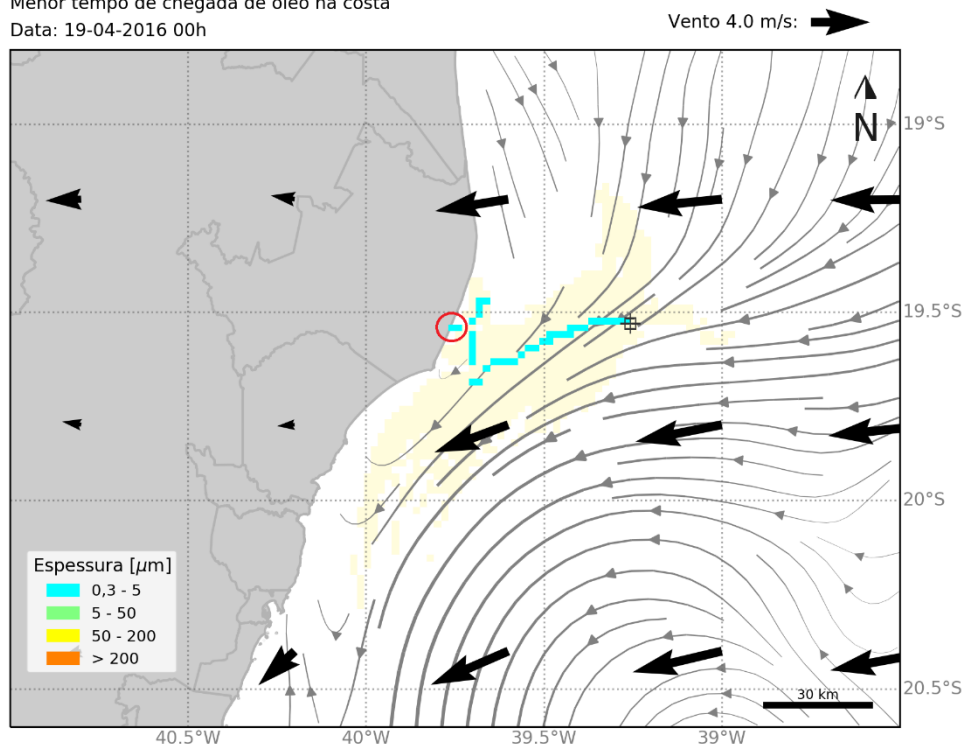 Menor tempo de chegada de óleo na costa
Data: 19-04-2016 00h
Vento 4.0 m/s:
N
19°S
19.5°S
20°S
20.5°S
Espessura [μm]
0,3 - 5
5 - 50
50 - 200
> 200
30 km
40.5°W
40°W
39.5°W
39°W